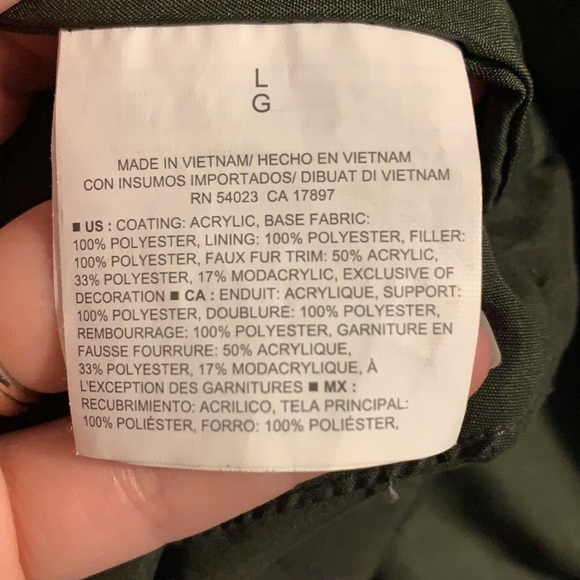 L
G
MADE IN VIETNAM/ HECHO EN VIETNAM
CON INSUMOS IMPORTADOS/ DIBUAT DI VIETNAM
RN 54023 CA 17897
■ US : COATING: ACRYLIC, BASE FABRIC:
100% POLYESTER, LINING: 100% POLYESTER, FILLER:
100% POLYESTER, FAUX FUR TRIM: 50% ACRYLIC,
33% POLYESTER, 17% MODACRYLIC, EXCLUSIVE OF
DECORATION ■ CA : ENDUIT: ACRYLIQUE, SUPPORT:
100% POLYESTER, DOUBLURE: 100% POLYESTER,
REMBOURRAGE: 100% POLYESTER, GARNITURE EN
FAUSSE FOURRURE: 50% ACRYLIQUE,
33% POLYESTER, 17% MODACRYLIQUE, À
L'EXCEPTION DES GARNITURES ■ MX :
RECUBRIMIENTO: ACRILICO, TELA PRINCIPAL:
100% POLIÉSTER, FORRO: 100% POLIÉSTER,